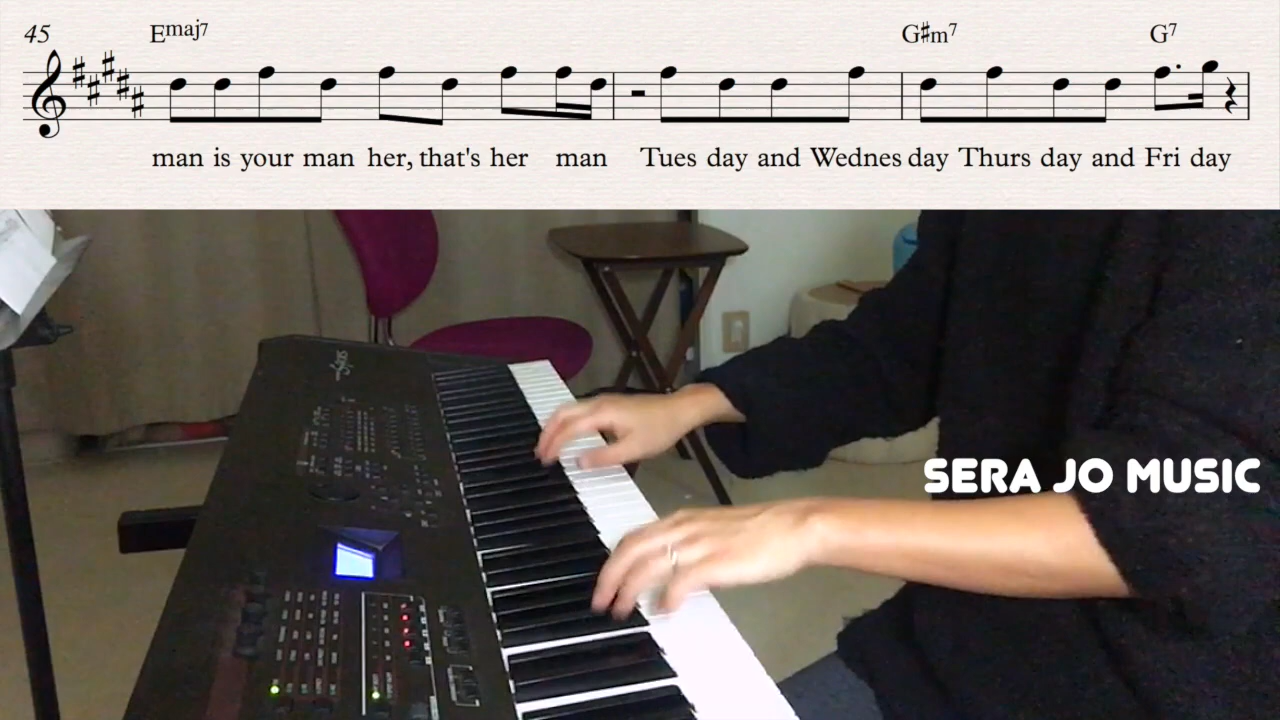 45 Emaj7 G#m7 G7
man is your man her, that's her man Tues day and Wednes day Thurs day and Fri day
SERA JO MUSIC